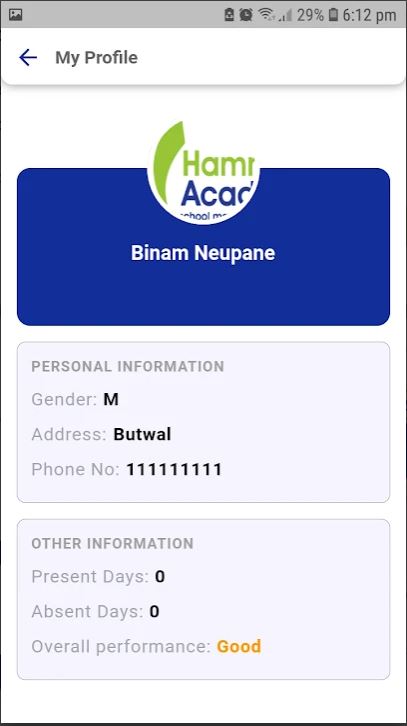 29% 6:12 pm
My Profile
Hamr
Acad
school m
Binam Neupane
PERSONAL INFORMATION
Gender: M
Address: Butwal
Phone No: 111111111
OTHER INFORMATION
Present Days: 0
Absent Days: 0
Overall performance: Good